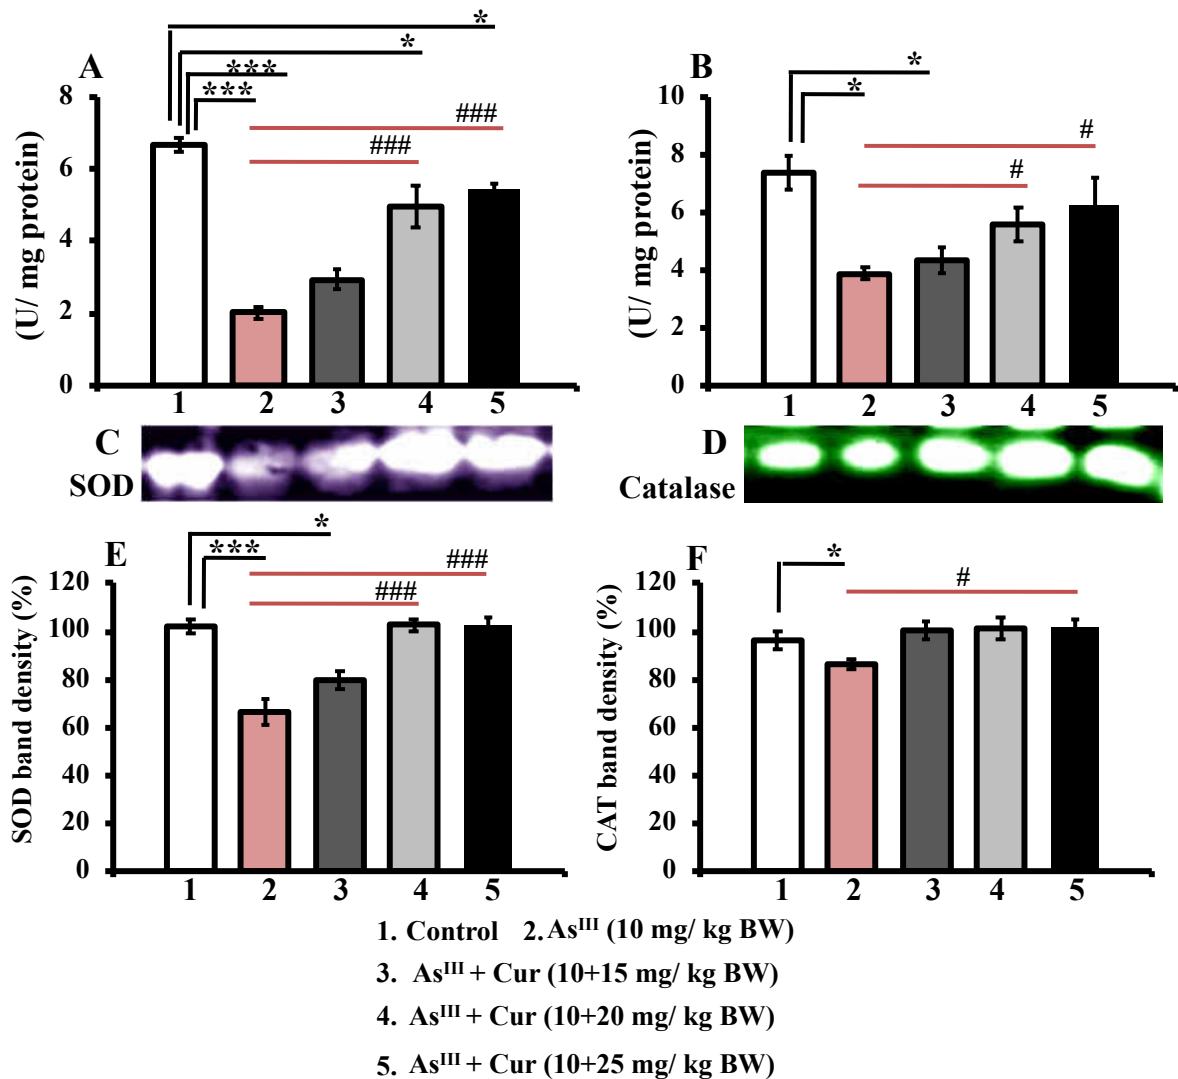 *
*
A
***
***
###
###
8
6
4
2
0
(U/ mg protein)
1 2 3 4 5
B
*
*
#
#
10
8
6
4
2
0
(U/ mg protein)
1 2 3 4 5
C
SOD
D
Catalase
E
*
***
###
###
120
100
80
60
40
20
0
SOD band density (%)
1 2 3 4 5
F
*
#
120
100
80
60
40
20
0
CAT band density (%)
1 2 3 4 5
1. Control 2. Asᴵᴵᴵ (10 mg/ kg BW)
3. Asᴵᴵᴵ + Cur (10+15 mg/ kg BW)
4. Asᴵᴵᴵ + Cur (10+20 mg/ kg BW)
5. Asᴵᴵᴵ + Cur (10+25 mg/ kg BW)